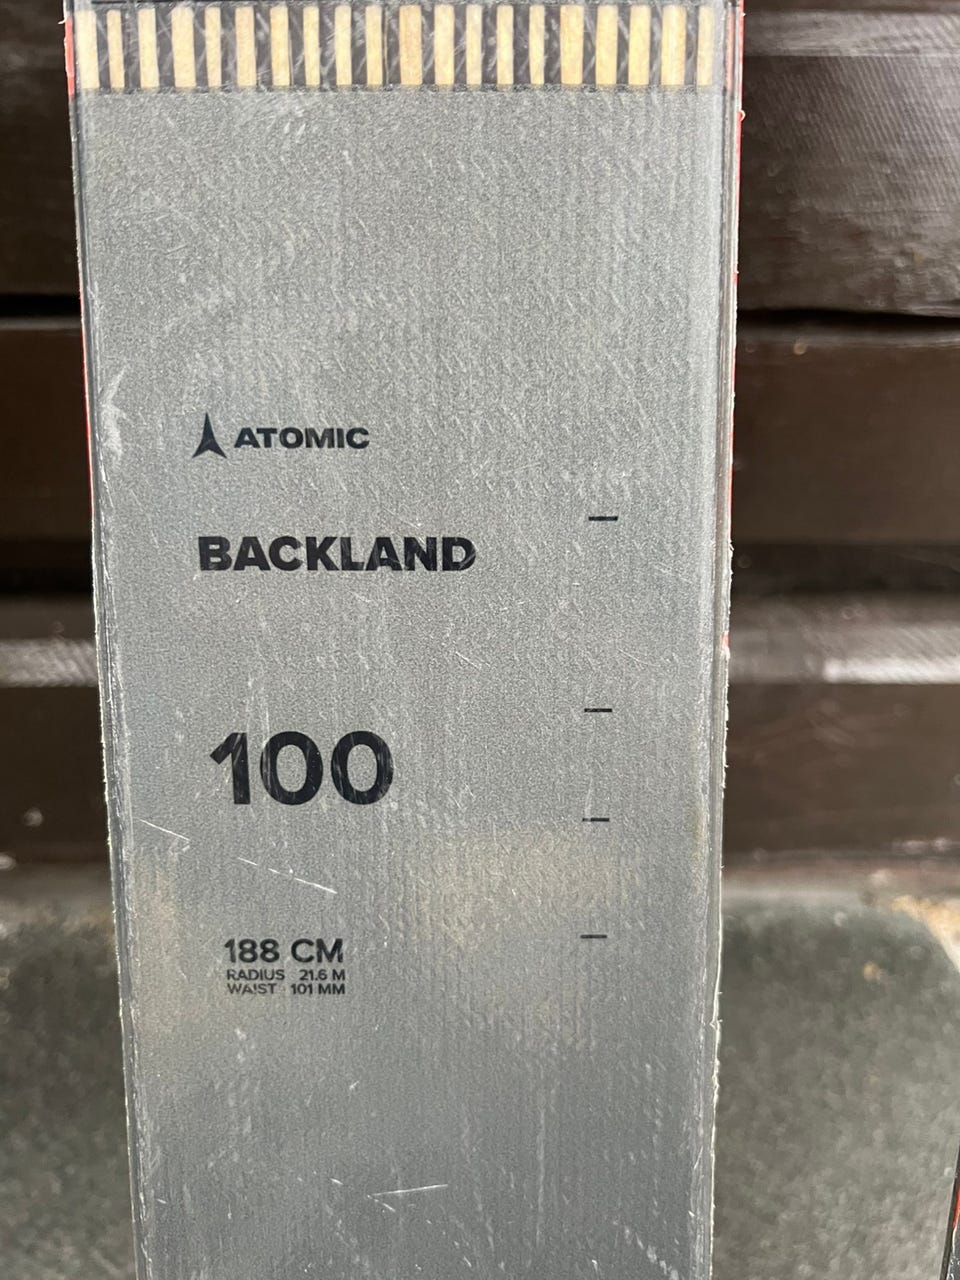 ATOMIC
BACKLAND
100
188 CM
RADIUS 21.6 M
WAIST 101 MM